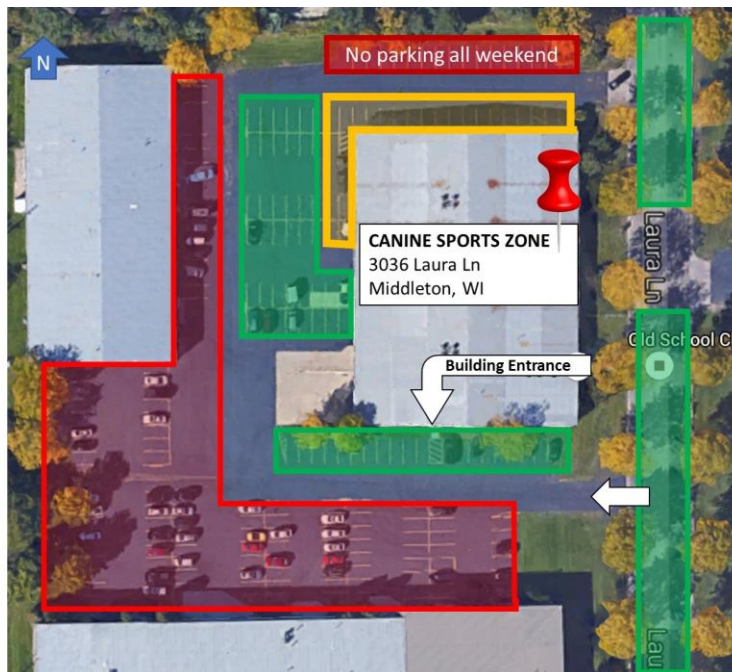 N
No parking all weekend
CANINE SPORTS ZONE
3036 Laura Ln
Middleton, WI
Laura Ln
Old School C
Building Entrance
Lau